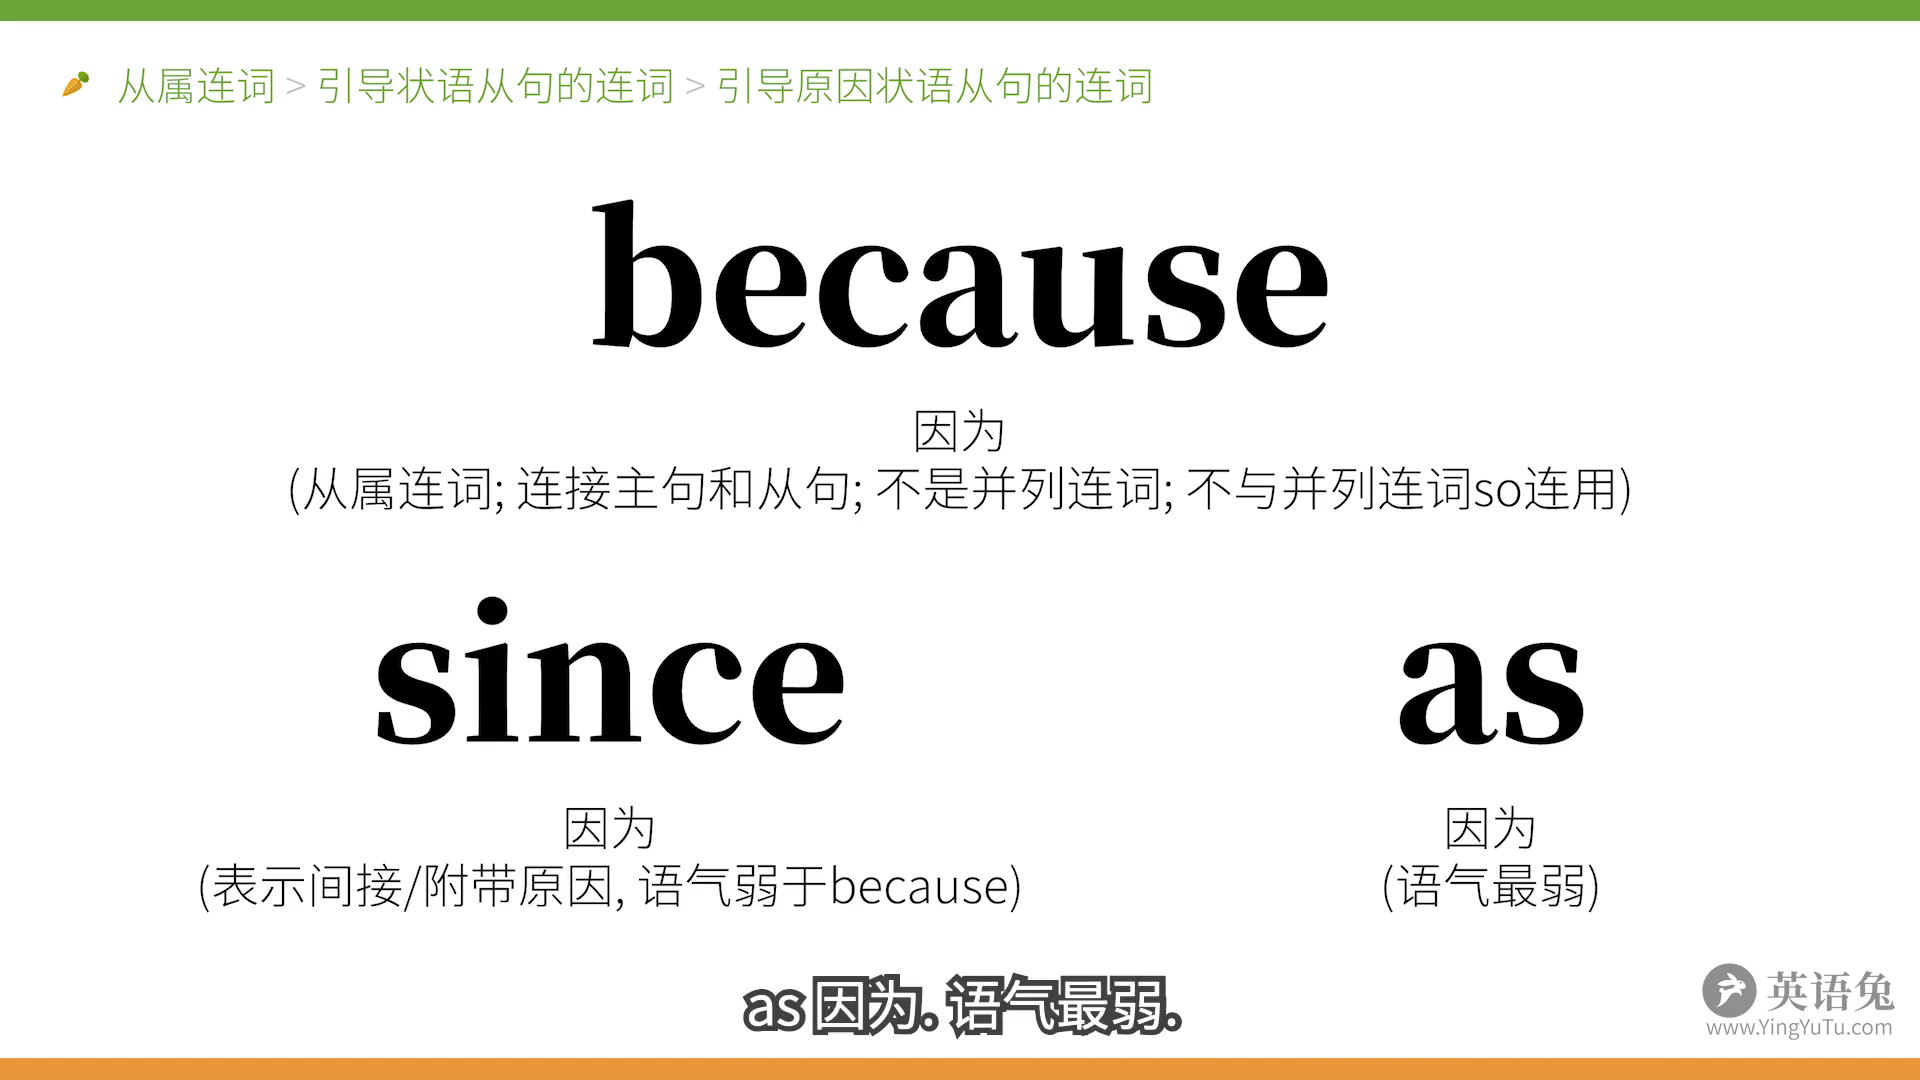 从属连词 > 引导状语从句的连词 > 引导原因状语从句的连词
because
因为
(从属连词; 连接主句和从句; 不是并列连词; 不与并列连词so连用)
since
因为
(表示间接/附带原因, 语气弱于because)
as
因为
(语气最弱)
as 因为. 语气最弱.
英语兔
www.YingYuTu.com